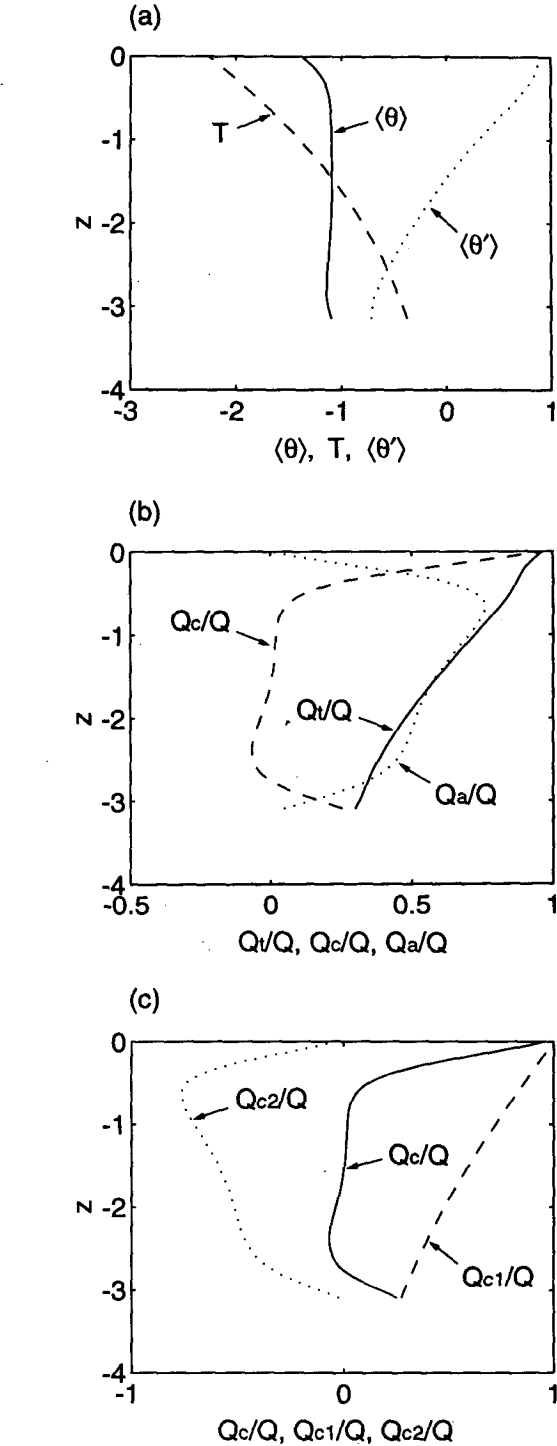 (a)
0
-1
-2
-3
-4
z
T
⟨θ⟩
⟨θ′⟩
-3 -2 -1 0 1
⟨θ⟩, T, ⟨θ′⟩
(b)
0
-1
-2
-3
-4
z
Qc/Q
Qt/Q
Qa/Q
-0.5 0 0.5 1
Qt/Q, Qc/Q, Qa/Q
(c)
0
-1
-2
-3
-4
z
Qc2/Q
Qc/Q
Qc1/Q
-1 0 1
Qc/Q, Qc1/Q, Qc2/Q